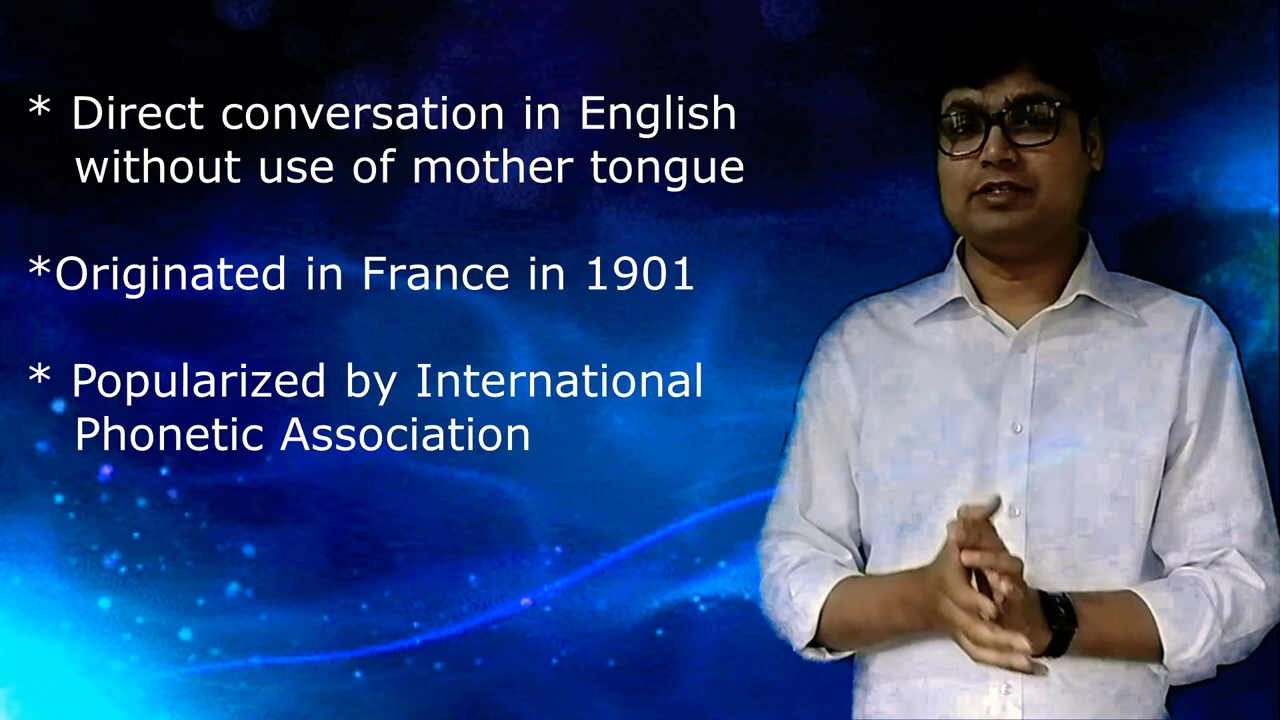 * Direct conversation in English
without use of mother tongue
*Originated in France in 1901
* Popularized by International
Phonetic Association